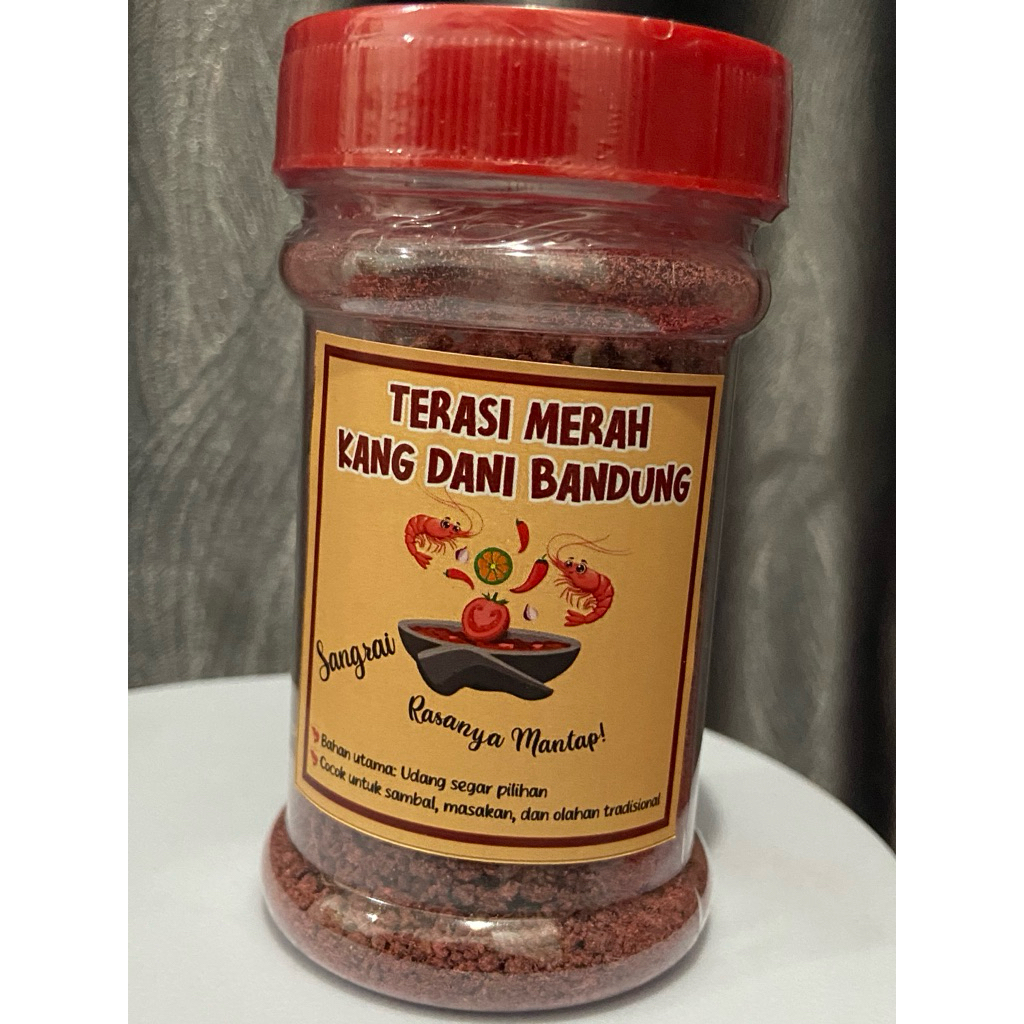 TERASI MERAH
KANG DANI BANDUNG
Sangrai
Rasanya Mantap!
Bahan utama: Udang segar pilihan
Cocok untuk sambal, masakan, dan olahan tradisional